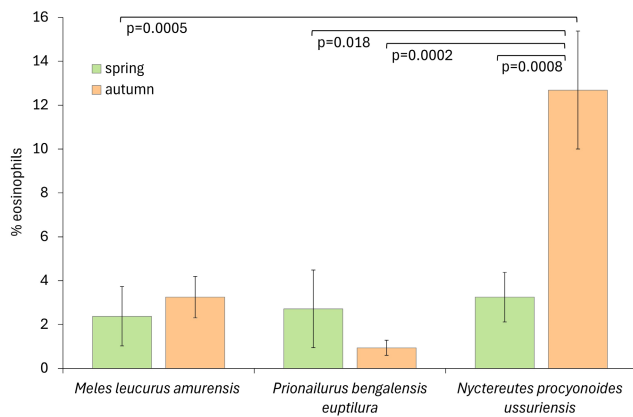 16
p=0.0005
p=0.018
14
p=0.0002
spring
p=0.0008
12
autumn
10
% eosinophils
8
6
4
2
0
Meles leucurus amurensis
Prionailurus bengalensis
euptilura
Nyctereutes procyonoides
ussuriensis